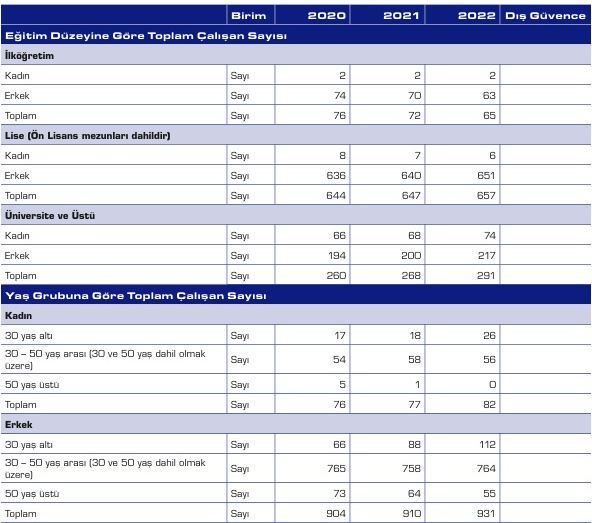 Birim 2020 2021 2022 Dış Güvence
Eğitim Düzeyine Göre Toplam Çalışan Sayısı
İlköğretim
Kadın Sayı 2 2 2
Erkek Sayı 74 70 63
Toplam Sayı 76 72 65
Lise (Ön Lisans mezunları dahildir)
Kadın Sayı 8 7 6
Erkek Sayı 636 640 651
Toplam Sayı 644 647 657
Üniversite ve Üstü
Kadın Sayı 66 68 74
Erkek Sayı 194 200 217
Toplam Sayı 260 268 291
Yaş Grubuna Göre Toplam Çalışan Sayısı
Kadın
30 yaş altı Sayı 17 18 26
30 – 50 yaş arası (30 ve 50 yaş dahil olmak
üzere) Sayı 54 58 56
50 yaş üstü Sayı 5 1 0
Toplam Sayı 76 77 82
Erkek
30 yaş altı Sayı 66 88 112
30 – 50 yaş arası (30 ve 50 yaş dahil olmak
üzere) Sayı 765 758 764
50 yaş üstü Sayı 73 64 55
Toplam Sayı 904 910 931